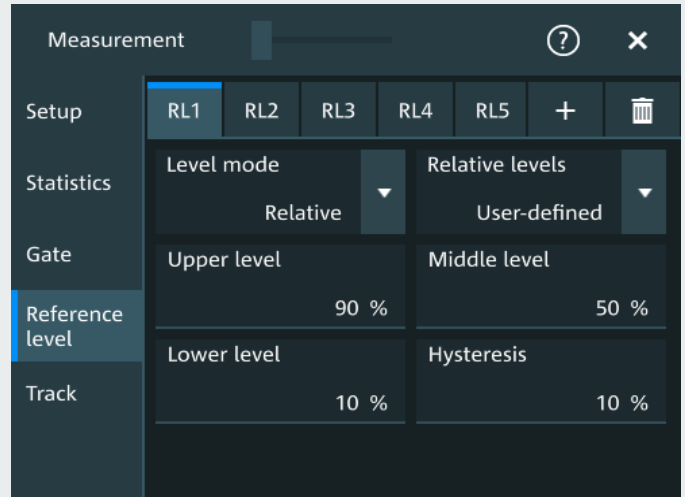 Measurement
?
Setup
RL1 RL2 RL3 RL4 RL5 +
Statistics
Level mode
Relative
Relative levels
User-defined
Gate
Upper level
90 %
Middle level
50 %
Reference
level
Lower level
10 %
Hysteresis
10 %
Track